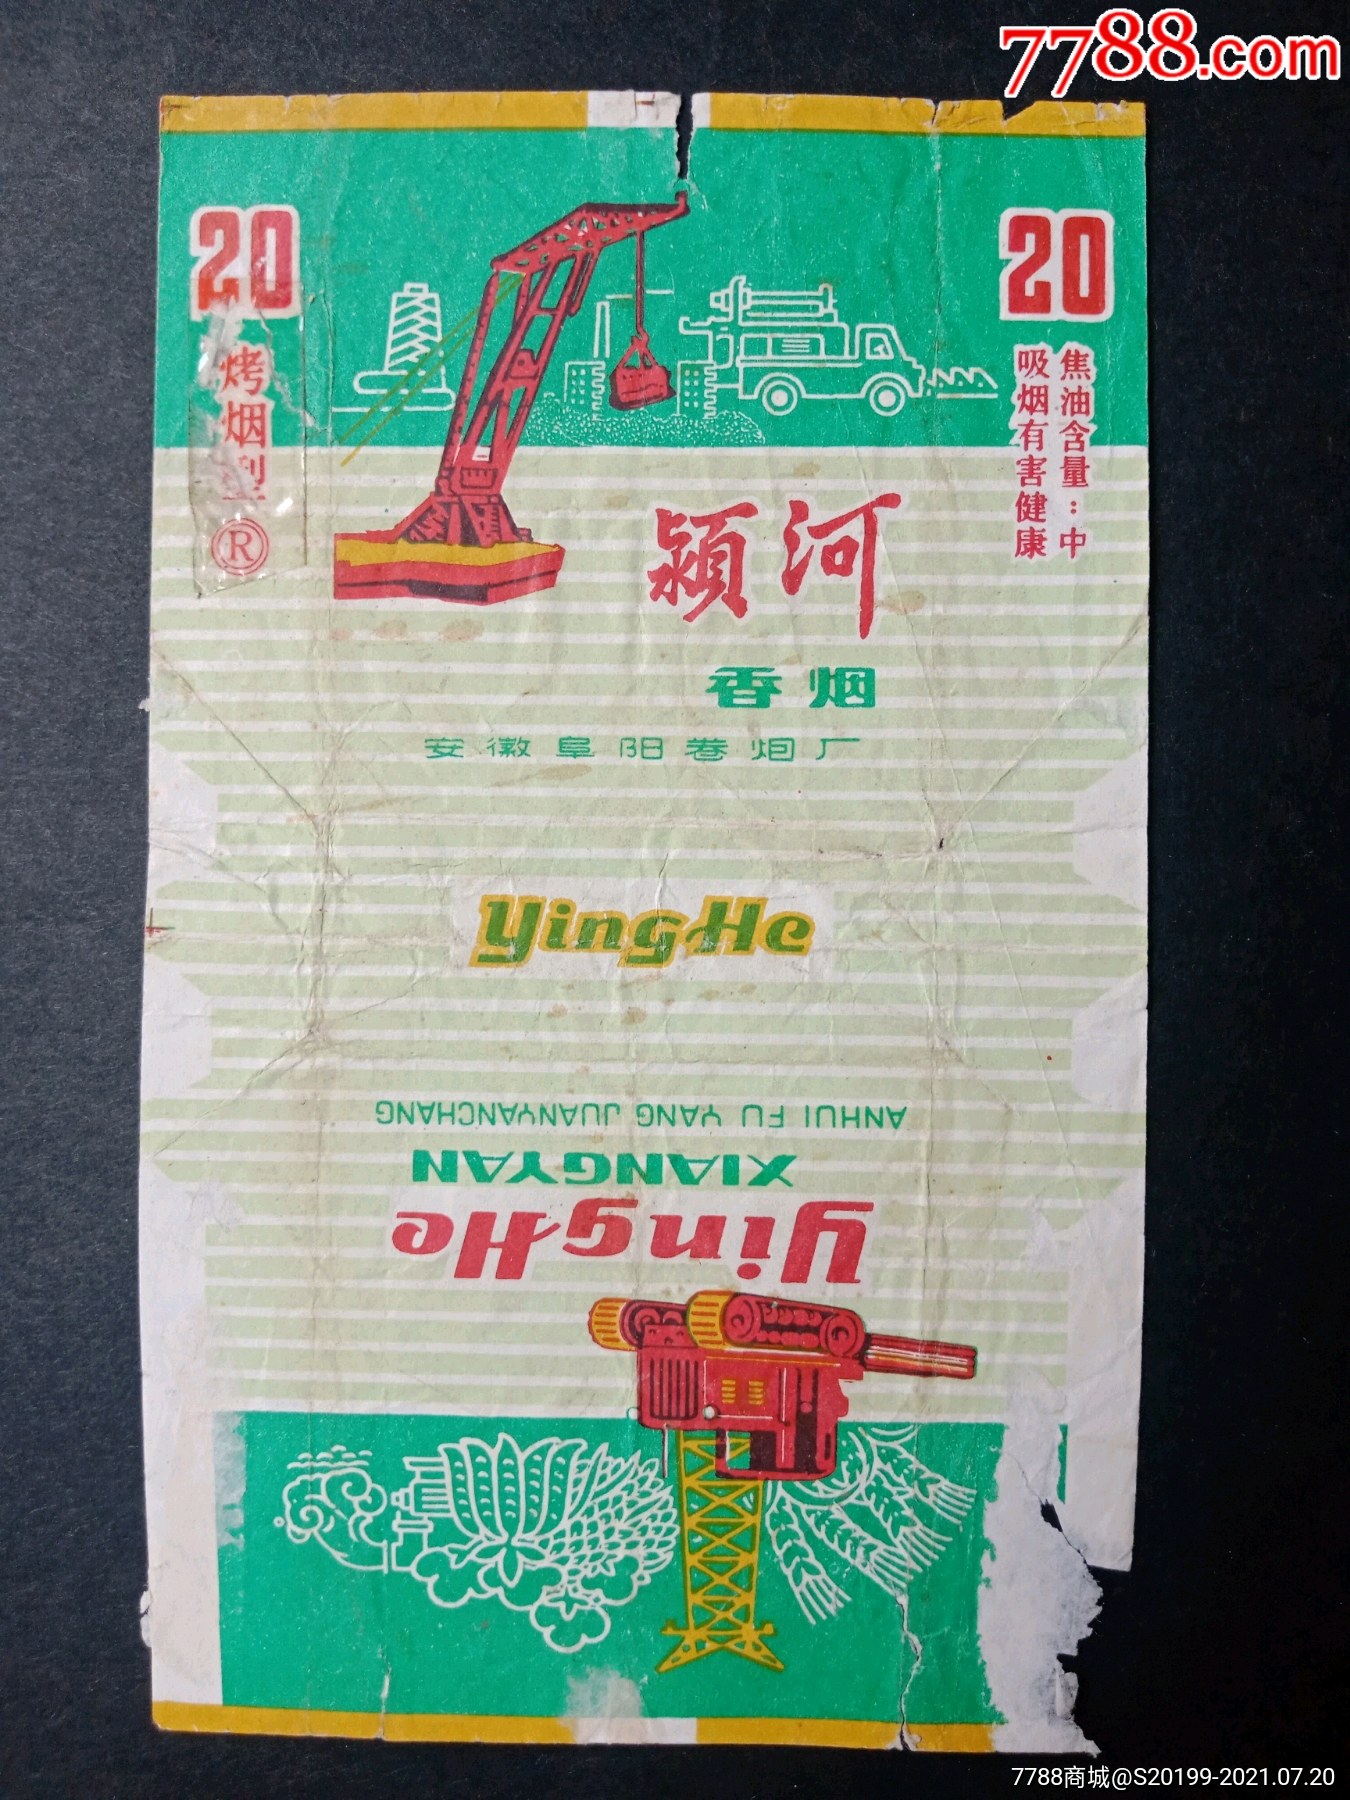 7788.com
20
20
烤烟型
®
焦油含量：中
吸烟有害健康
颍河
香烟
安徽阜阳卷烟厂
YingHe
ANHUI FU YANG JUANYANCHANG
XIANGYAN
YingHe
7788商城@S20199-2021.07.20